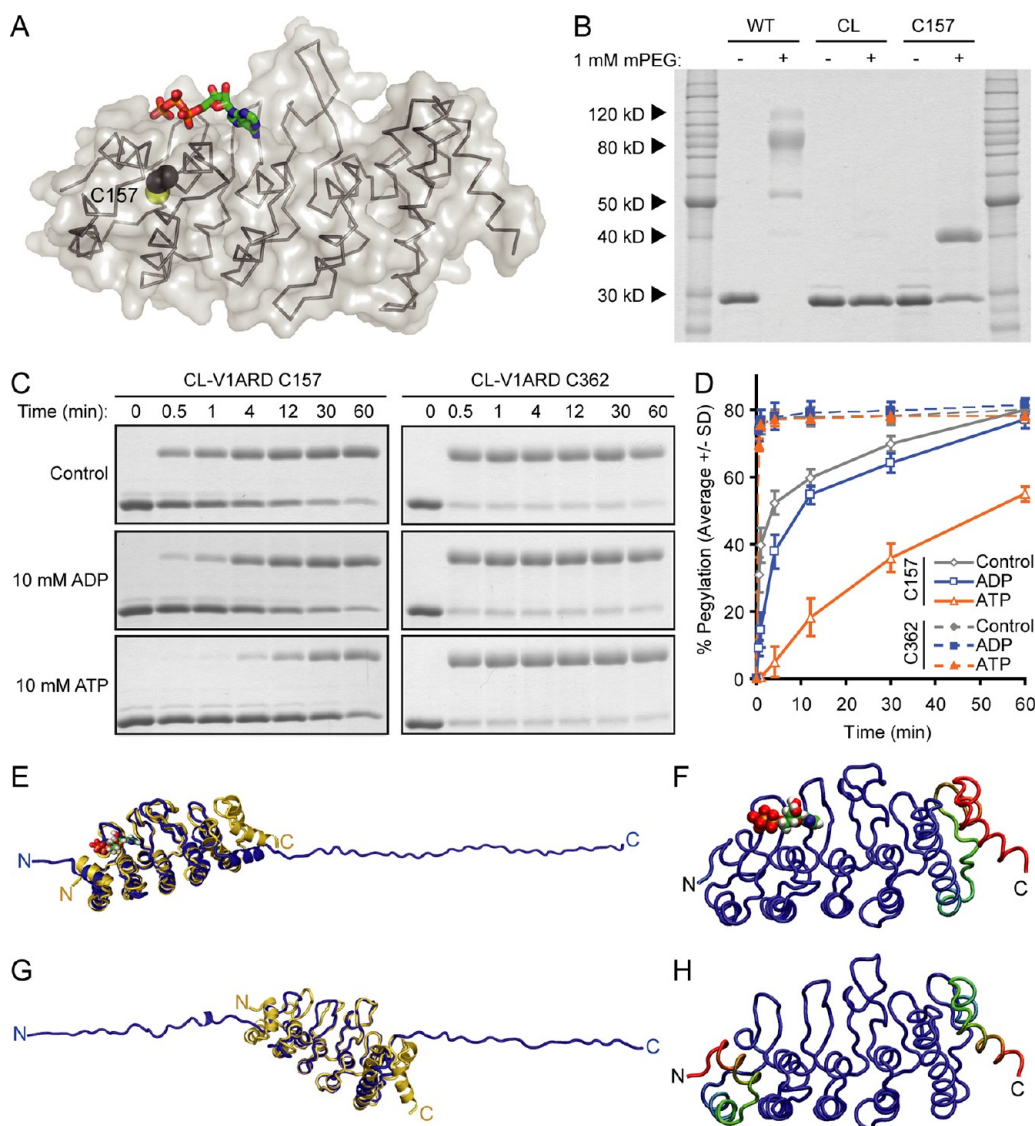 A
C157
B
WT CL C157
1 mM mPEG: - + - + - +
120 kD
80 kD
50 kD
40 kD
30 kD
C
CL-V1ARD C157 CL-V1ARD C362
Time (min): 0 0.5 1 4 12 30 60 0 0.5 1 4 12 30 60
Control
10 mM ADP
10 mM ATP
D
% Pegylation (Average +/- SD)
80
60
40
20
0
0 10 20 30 40 50 60
Time (min)
C157
Control
ADP
ATP
C362
Control
ADP
ATP
E
N
N
C
C
F
N
C
G
N
N
C
C
H
N
C